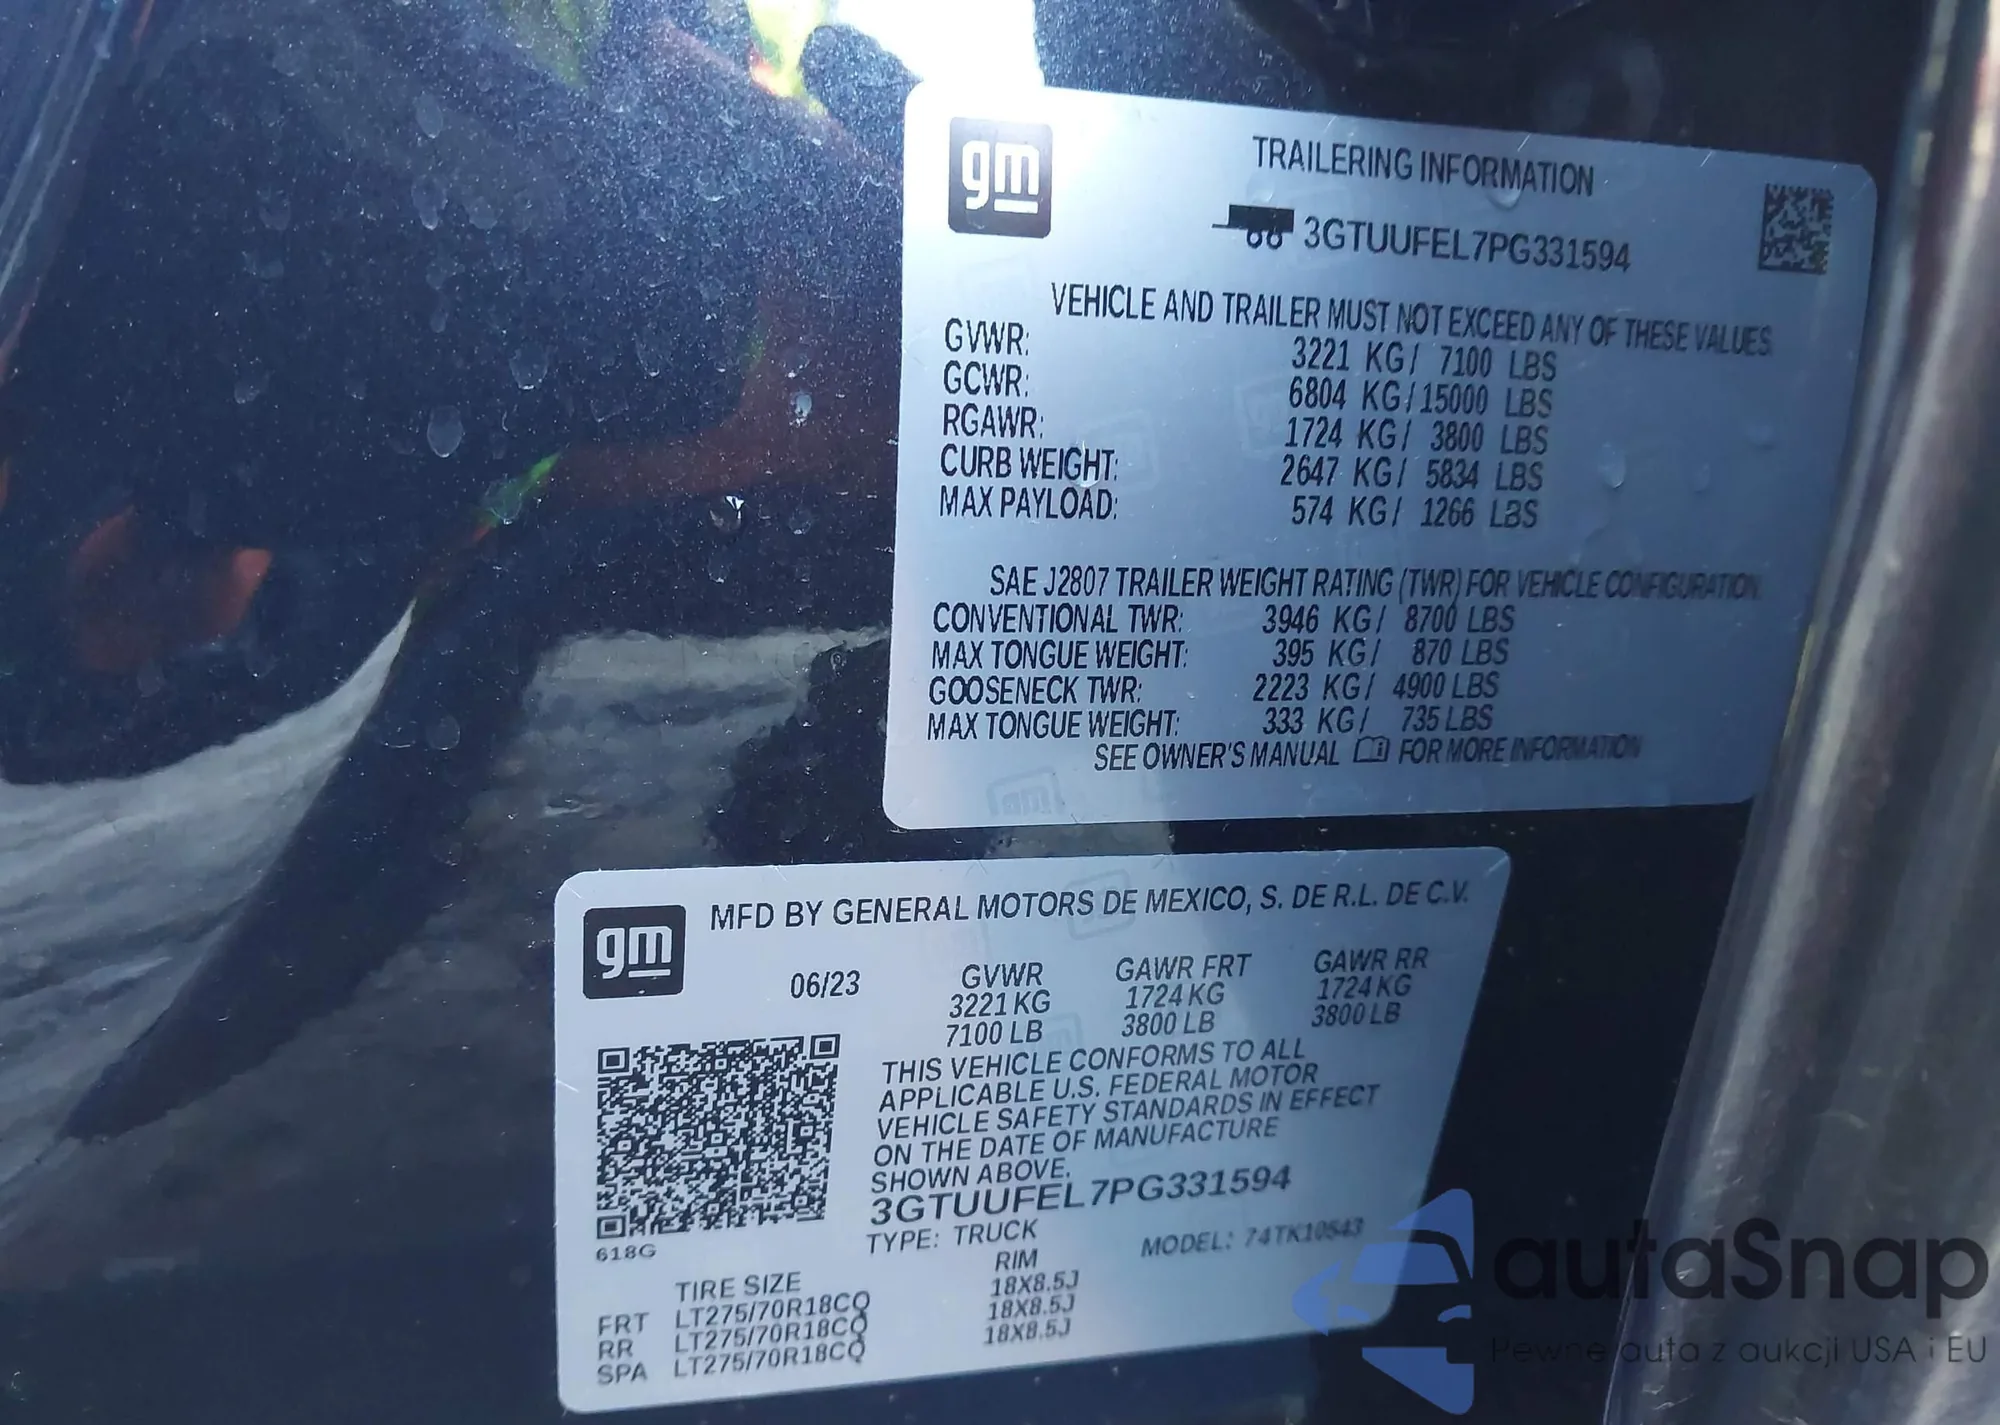 gm
TRAILERING INFORMATION
3GTUUFEL7PG331594
VEHICLE AND TRAILER MUST NOT EXCEED ANY OF THESE VALUES
GVWR: 3221 KG/ 7100 LBS
GCWR: 6804 KG/15000 LBS
RGAWR: 1724 KG/ 3800 LBS
CURB WEIGHT: 2647 KG/ 5834 LBS
MAX PAYLOAD: 574 KG/ 1266 LBS
SAE J2807 TRAILER WEIGHT RATING (TWR) FOR VEHICLE CONFIGURATION
CONVENTIONAL TWR: 3946 KG/ 8700 LBS
MAX TONGUE WEIGHT: 395 KG/ 870 LBS
GOOSENECK TWR: 2223 KG/ 4900 LBS
MAX TONGUE WEIGHT: 333 KG/ 735 LBS
SEE OWNER'S MANUAL FOR MORE INFORMATION
gm
MFD BY GENERAL MOTORS DE MEXICO, S. DE R.L. DE C.V.
06/23 GVWR GAWR FRT GAWR RR
3221 KG 1724 KG 1724 KG
7100 LB 3800 LB 3800 LB
THIS VEHICLE CONFORMS TO ALL
APPLICABLE U.S. FEDERAL MOTOR
VEHICLE SAFETY STANDARDS IN EFFECT
ON THE DATE OF MANUFACTURE
SHOWN ABOVE.
3GTUUFEL7PG331594
TYPE: TRUCK MODEL: 74TK10543
618G
TIRE SIZE RIM
FRT LT275/70R18CQ 18X8.5J
RR LT275/70R18CQ 18X8.5J
SPA LT275/70R18CQ 18X8.5J
autaSnap
Pewne auta z aukcji USA i EU